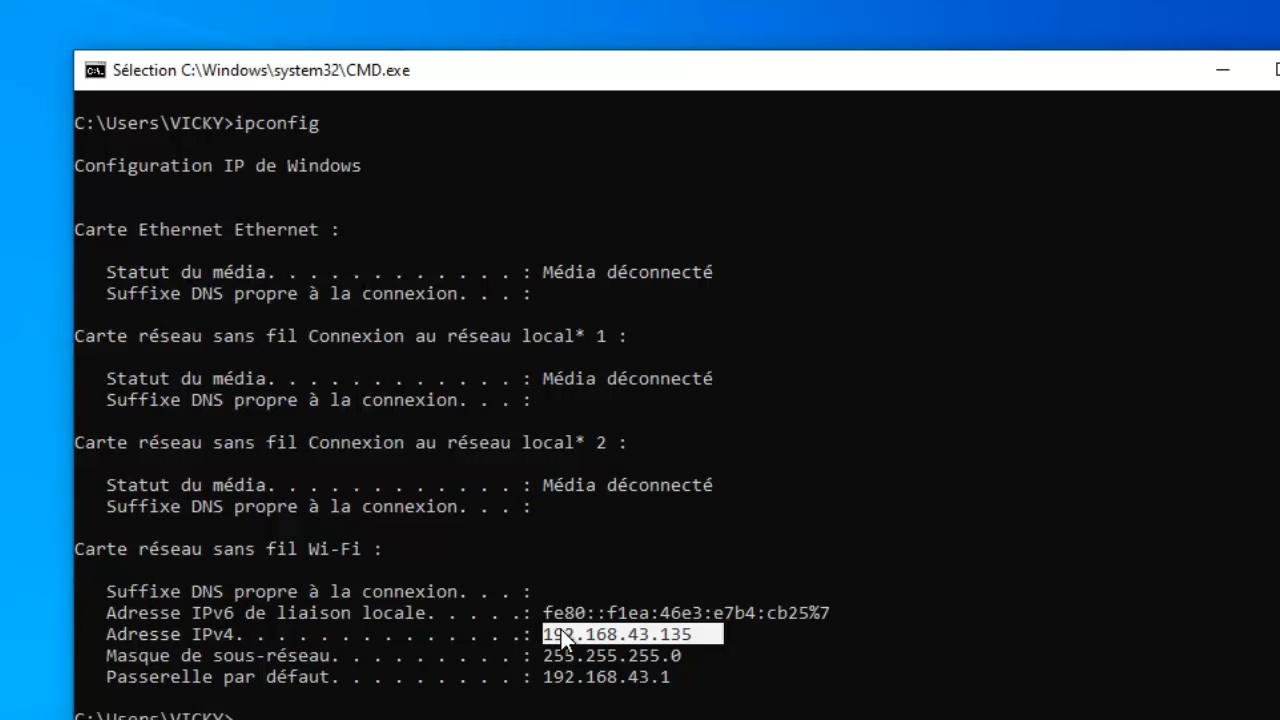 Sélection C:\Windows\system32\CMD.exe
C:\Users\VICKY>ipconfig
Configuration IP de Windows
Carte Ethernet Ethernet :
Statut du média. . . . . . . . . . . . : Média déconnecté
Suffixe DNS propre à la connexion. . . :
Carte réseau sans fil Connexion au réseau local* 1 :
Statut du média. . . . . . . . . . . . : Média déconnecté
Suffixe DNS propre à la connexion. . . :
Carte réseau sans fil Connexion au réseau local* 2 :
Statut du média. . . . . . . . . . . . : Média déconnecté
Suffixe DNS propre à la connexion. . . :
Carte réseau sans fil Wi-Fi :
Suffixe DNS propre à la connexion. . . :
Adresse IPv6 de liaison locale. . . . .: fe80::f1ea:46e3:e7b4:cb25%7
Adresse IPv4. . . . . . . . . . . . . .: 192.168.43.135
Masque de sous-réseau. . . . . . . . . : 255.255.255.0
Passerelle par défaut. . . . . . . . . : 192.168.43.1
C:\Users\VICKY>